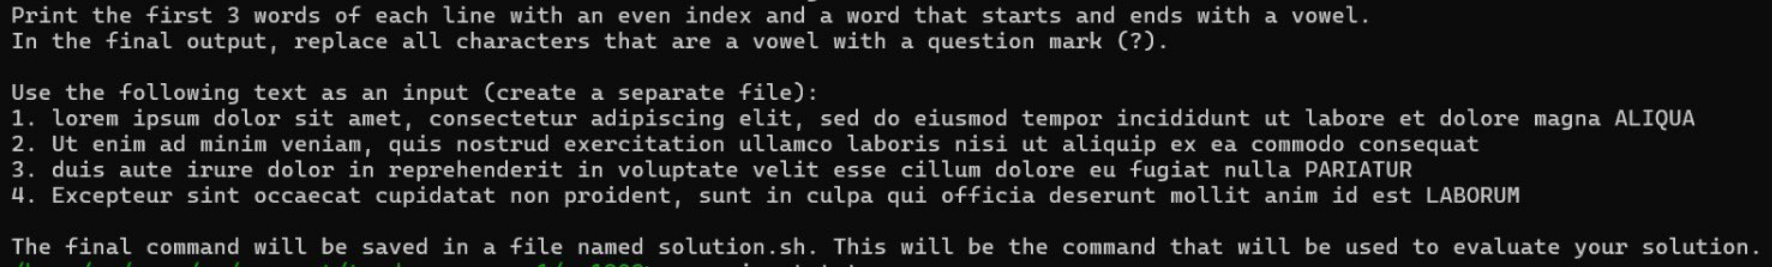 Print the first 3 words of each line with an even index and a word that starts and ends with a vowel.
In the final output, replace all characters that are a vowel with a question mark (?).
Use the following text as an input (create a separate file):
1. lorem ipsum dolor sit amet, consectetur adipiscing elit, sed do eiusmod tempor incididunt ut labore et dolore magna ALIQUA
2. Ut enim ad minim veniam, quis nostrud exercitation ullamco laboris nisi ut aliquip ex ea commodo consequat
3. duis aute irure dolor in reprehenderit in voluptate velit esse cillum dolore eu fugiat nulla PARIATUR
4. Excepteur sint occaecat cupidatat non proident, sunt in culpa qui officia deserunt mollit anim id est LABORUM
The final command will be saved in a file named solution.sh. This will be the command that will be used to evaluate your solution.